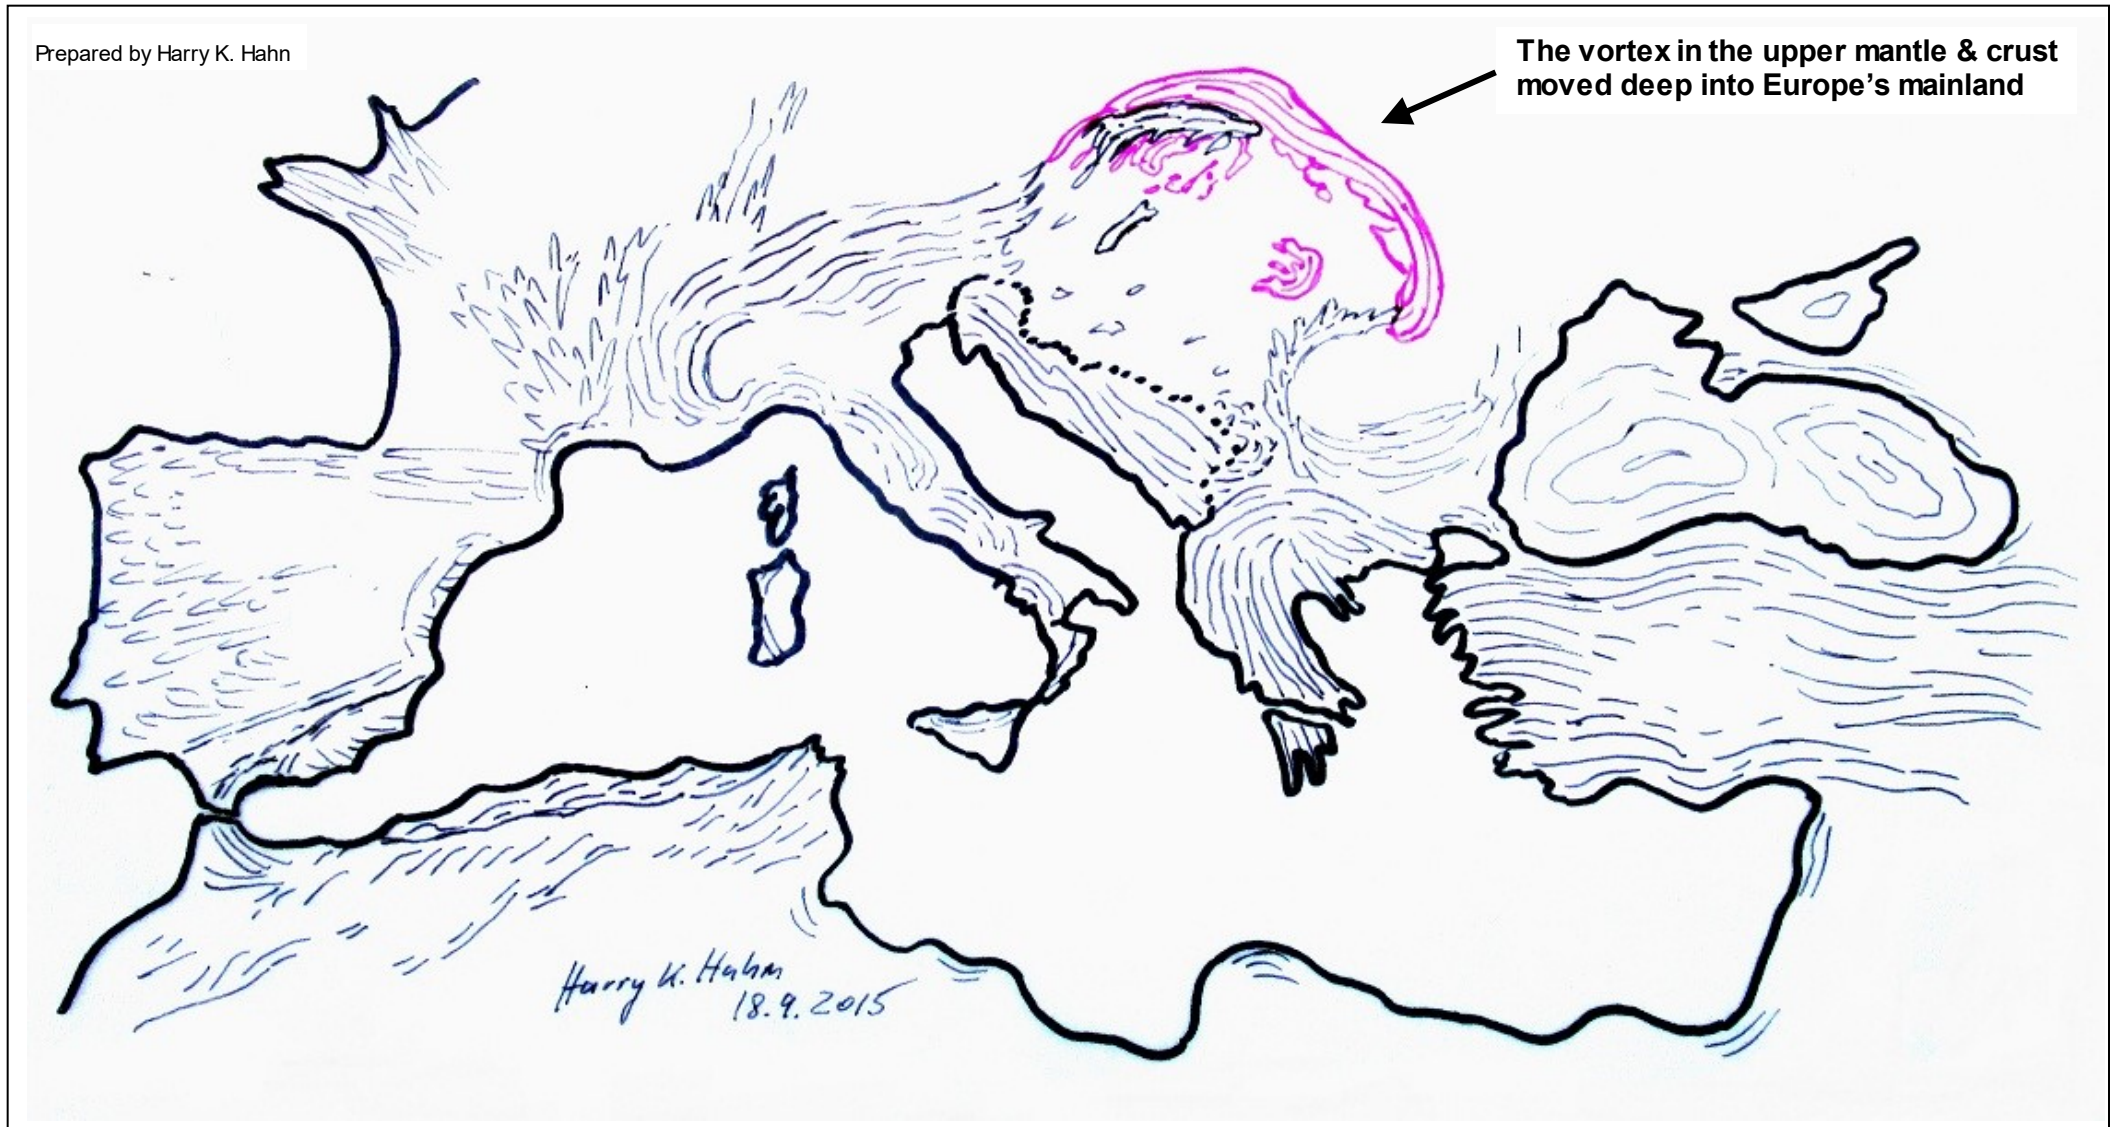 Prepared by Harry K. Hahn
The vortex in the upper mantle & crust
moved deep into Europe’s mainland
Harry K. Hahn
18.9.2015